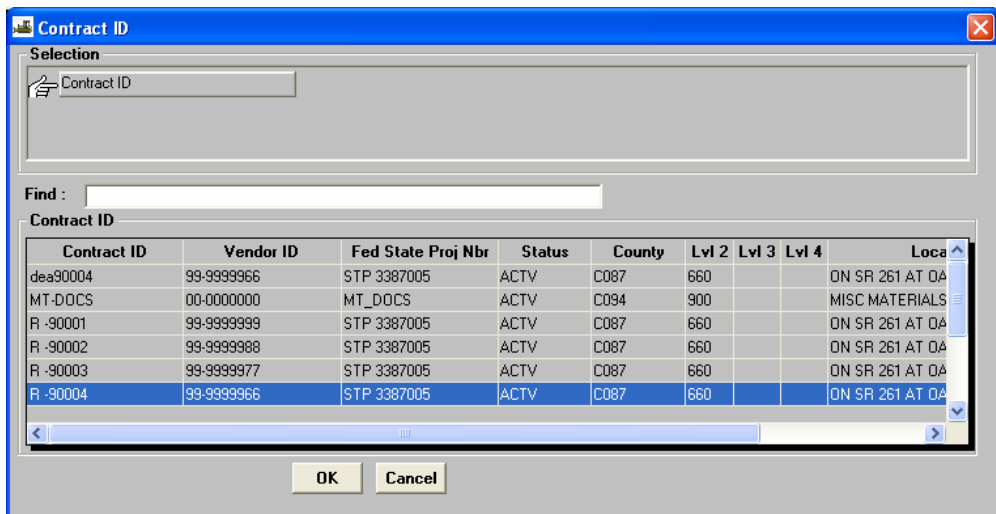 Contract ID
Selection
Contract ID
Find :
Contract ID
Contract ID Vendor ID Fed State Proj Nbr Status County Lvl 2 Lvl 3 Lvl 4 Loca
dea90004 99-9999966 STP 3387005 ACTV C087 660 ON SR 261 AT OA
MT-DOCS 00-0000000 MT_DOCS ACTV C094 900 MISC MATERIALS
R -90001 99-9999999 STP 3387005 ACTV C087 660 ON SR 261 AT OA
R -90002 99-9999988 STP 3387005 ACTV C087 660 ON SR 261 AT OA
R -90003 99-9999977 STP 3387005 ACTV C087 660 ON SR 261 AT OA
R -90004 99-9999966 STP 3387005 ACTV C087 660 ON SR 261 AT OA
OK Cancel